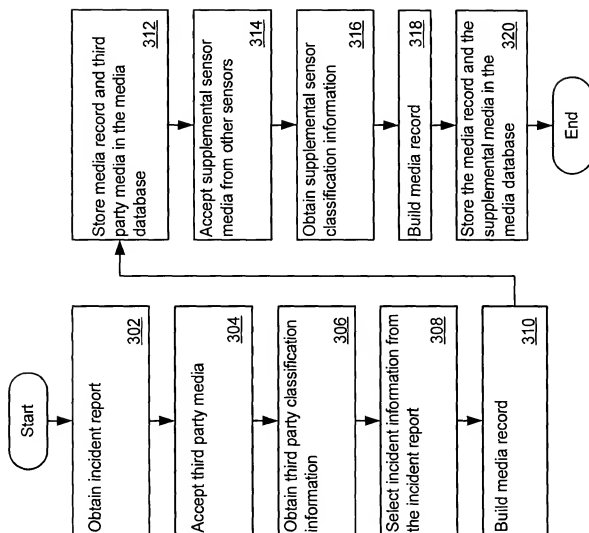 Start
Obtain incident report
302
Accept third party media
304
Obtain third party classification
information
306
Select incident information from
the incident report
308
Build media record
310
Store media record and third
party media in the media
database
312
Accept supplemental sensor
media from other sensors
314
Obtain supplemental sensor
classification information
316
Build media record
318
Store the media record and the
supplemental media in the
media database
320
End